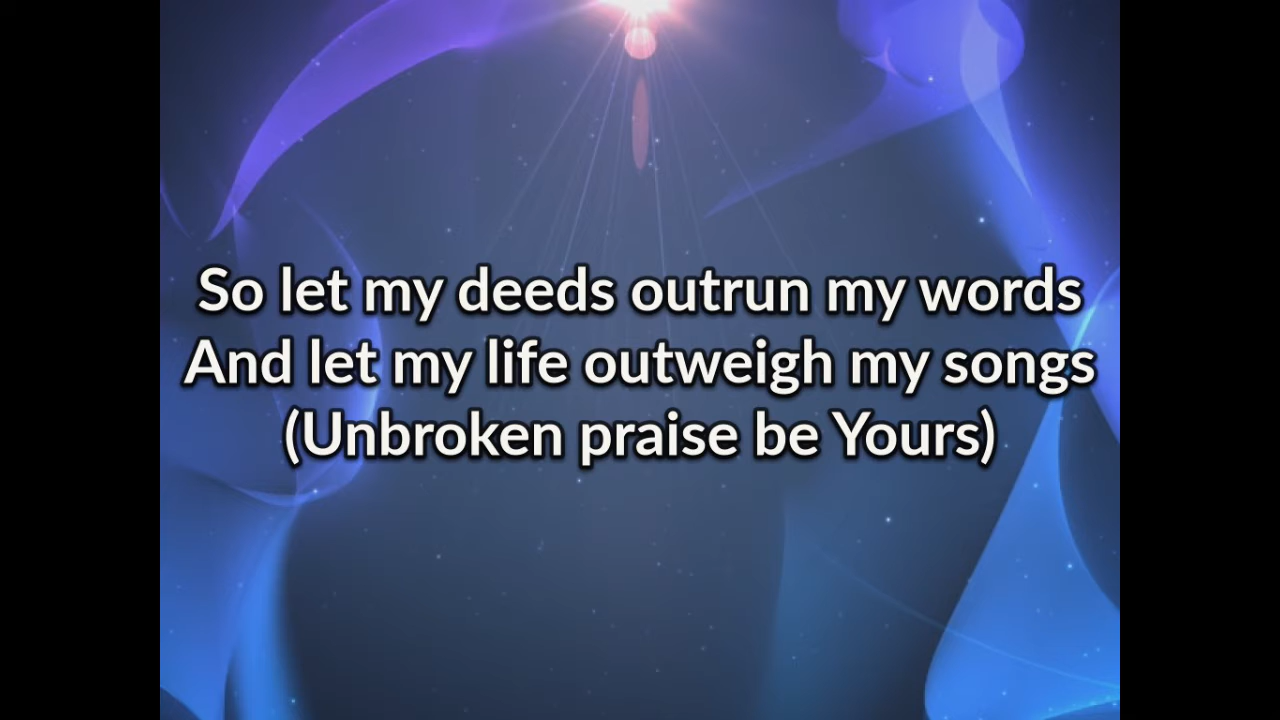 So let my deeds outrun my words
And let my life outweigh my songs
(Unbroken praise be Yours)